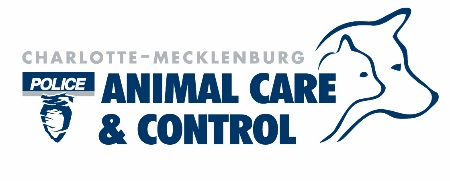 CHARLOTTE-MECKLENBURG
POLICE ANIMAL CARE
& CONTROL